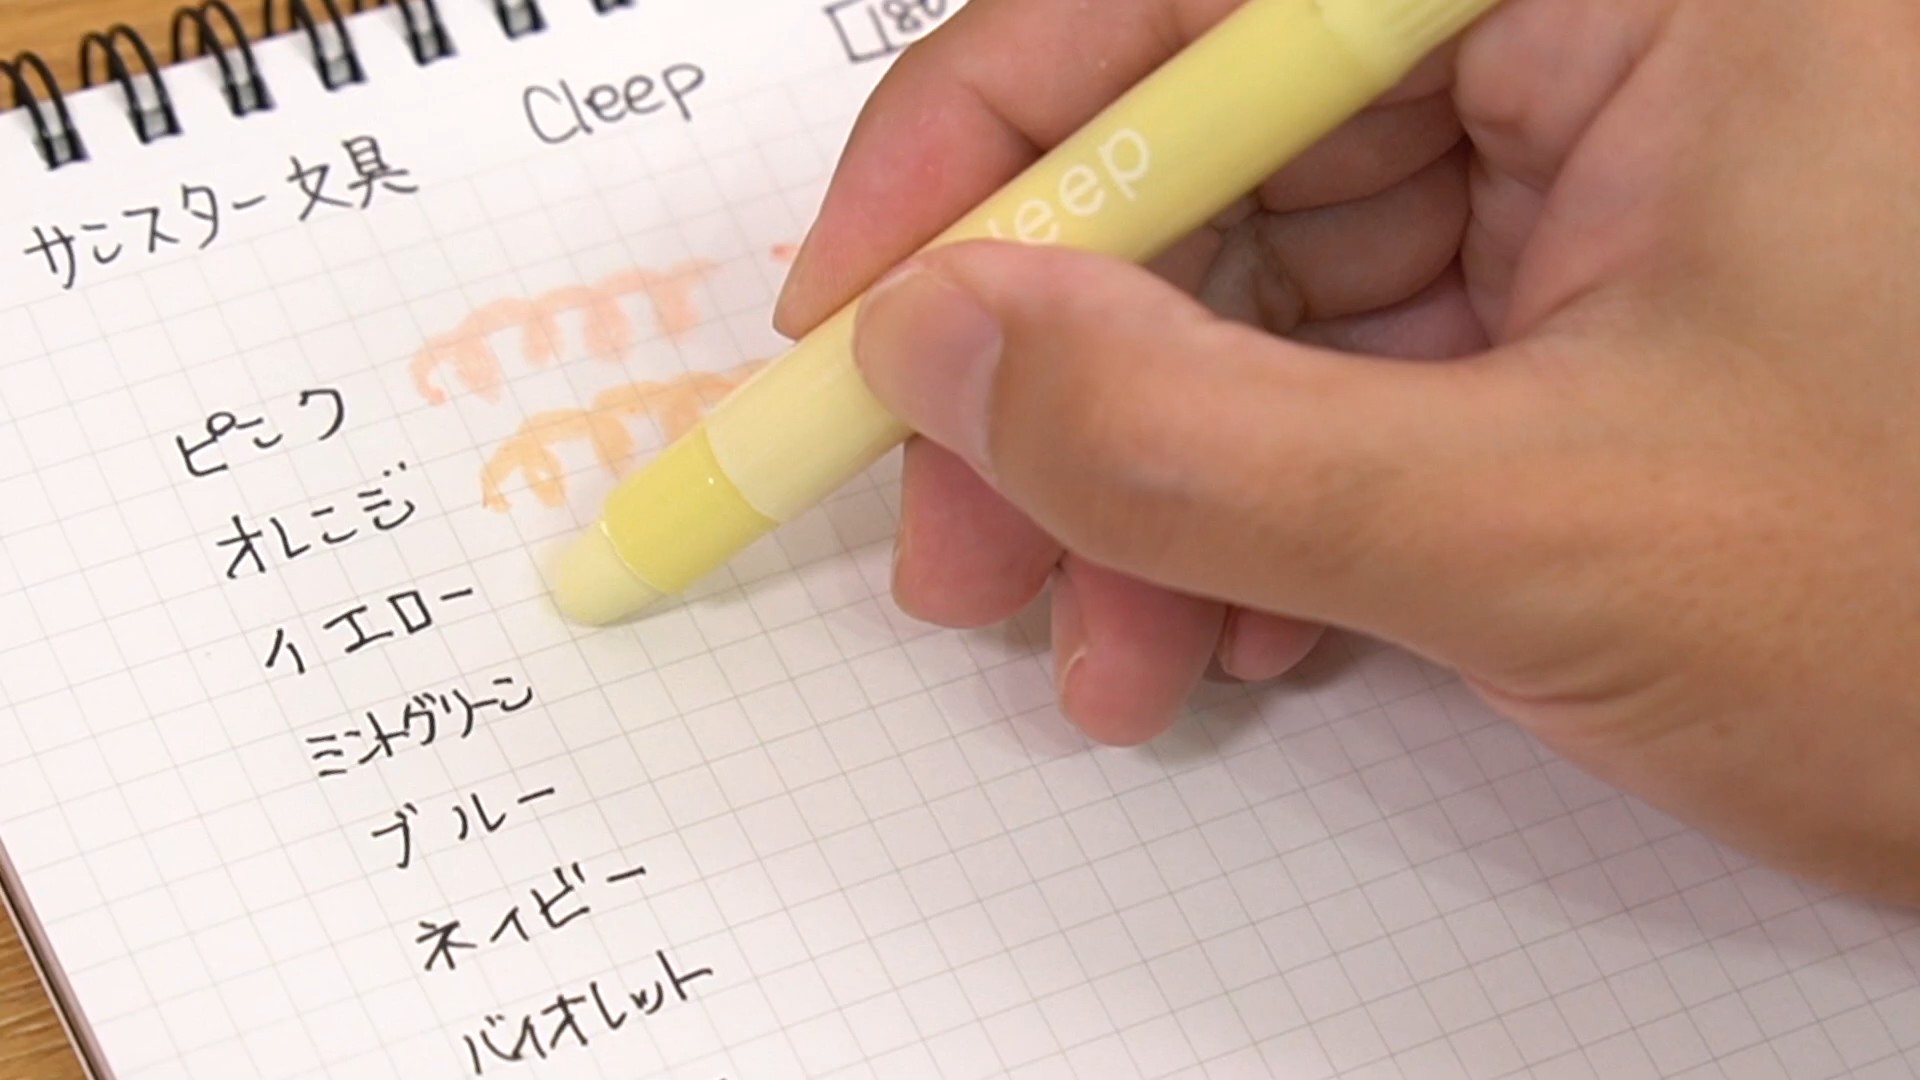 サンスター文具 Cleep 180
leep
ピンク
オレンジ
イエロー
ミントグリーン
ブルー
ネイビー
バイオレット